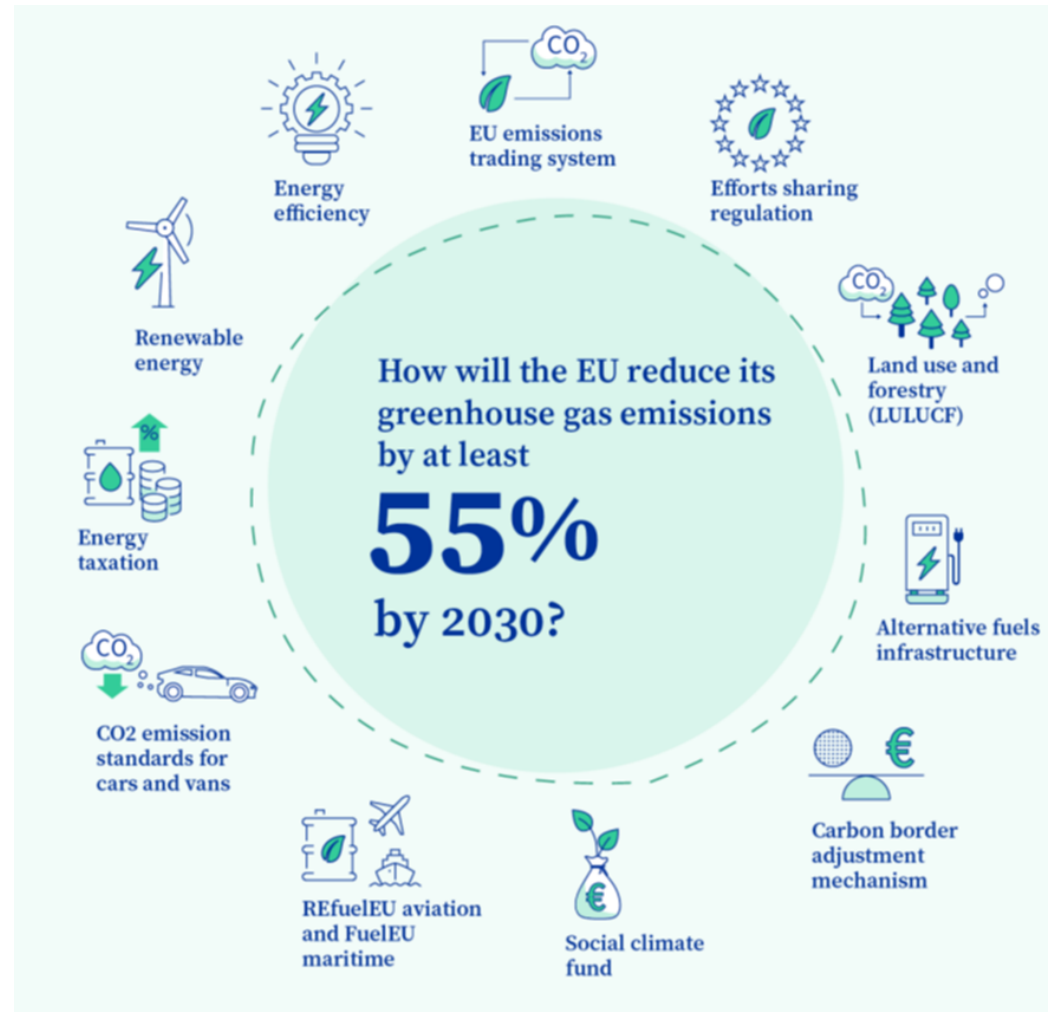 How will the EU reduce its
greenhouse gas emissions
by at least
55%
by 2030?
CO2
EU emissions
trading system
Efforts sharing
regulation
CO2
Land use and
forestry
(LULUCF)
Alternative fuels
infrastructure
€
Carbon border
adjustment
mechanism
€
Social climate
fund
REfuelEU aviation
and FuelEU
maritime
CO2
CO2 emission
standards for
cars and vans
%
Energy
taxation
Renewable
energy
Energy
efficiency